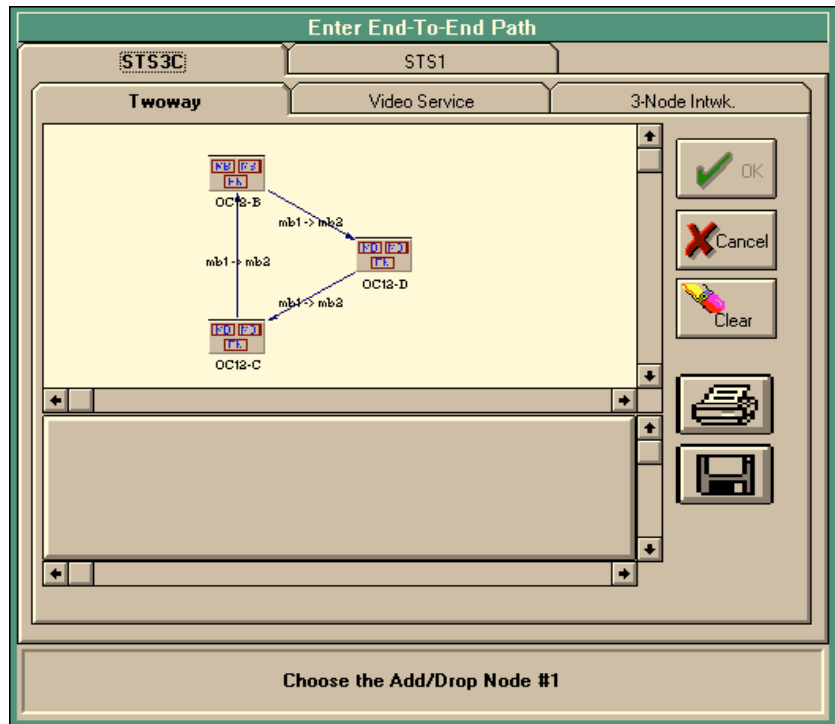 Enter End-To-End Path
STS3C
STS1
Twoway
Video Service
3-Node Intwk.
OC12-B
mb1 -> mb2
OC12-D
mb1 -> mb2
mb1 -> mb2
OC12-C
OK
Cancel
Clear
Choose the Add/Drop Node #1